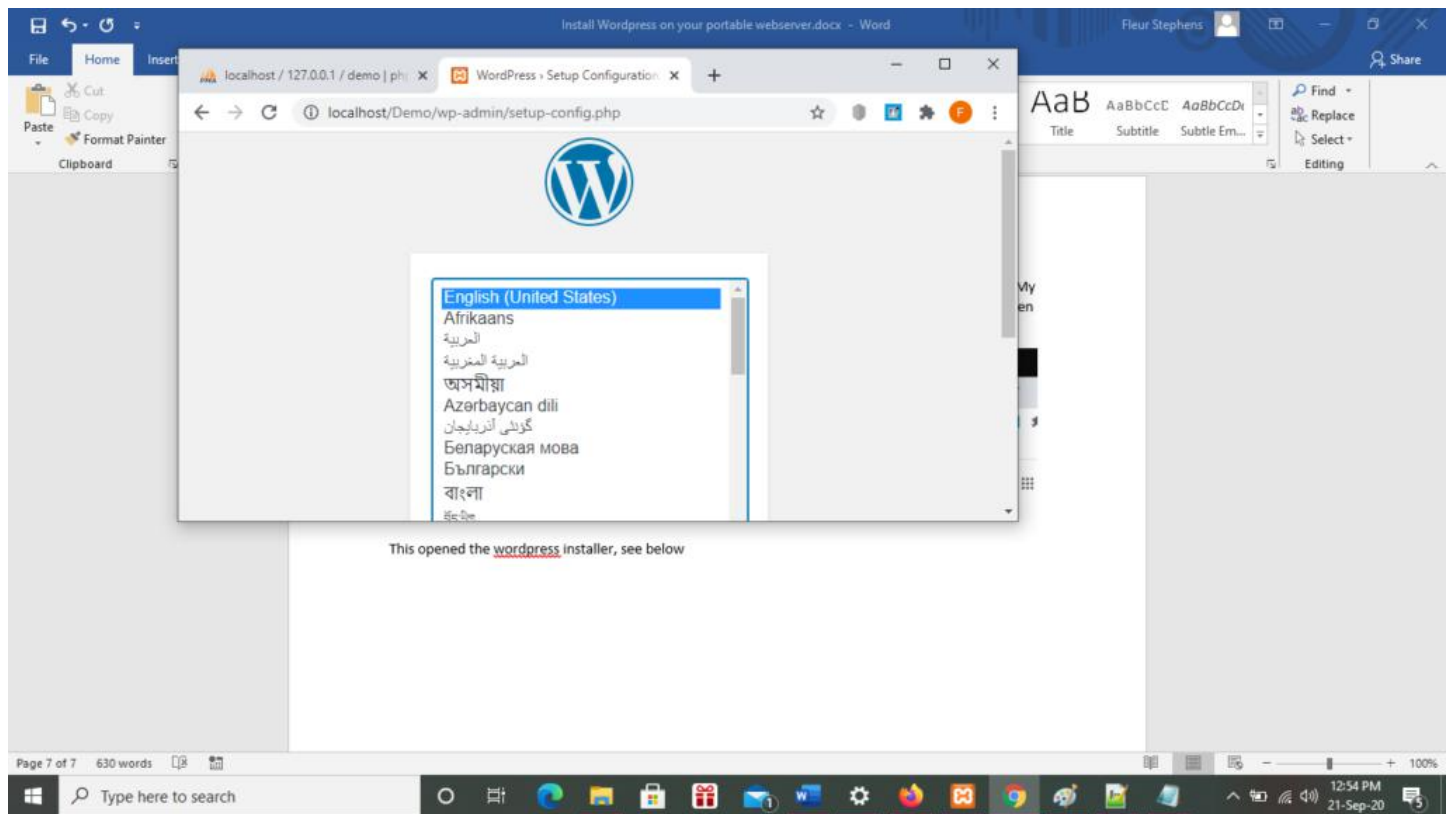 Install Wordpress on your portable webserver.docx - Word
Fleur Stephens
File
Home
Insert
Share
Cut
Copy
Paste
Format Painter
Clipboard
localhost / 127.0.0.1 / demo | ph
WordPress › Setup Configuration
localhost/Demo/wp-admin/setup-config.php
AaB
AaBbCcD
AaBbCcDt
Title
Subtitle
Subtle Em...
Find
Replace
Select
Editing
English (United States)
Afrikaans
العربية
العربية المغربية
অসমীয়া
Azərbaycan dili
گؤنئی آذربایجان
Беларуская мова
Български
বাংলা
My
en
This opened the wordpress installer, see below
Page 7 of 7
630 words
100%
Type here to search
12:54 PM
21-Sep-20